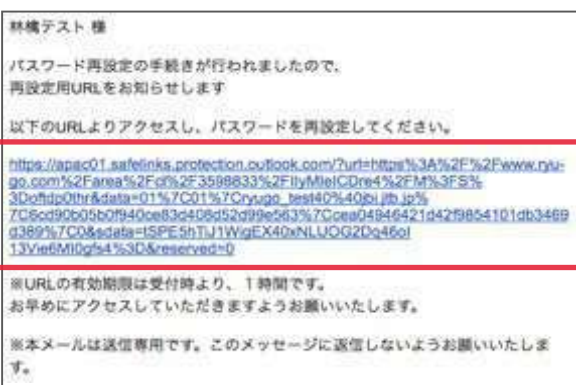 林檎テスト 様
パスワード再設定の手続きが行われましたので、
再設定用URLをお知らせします
以下のURLよりアクセスし、パスワードを再設定してください。
https://apac01.safelinks.protection.outlook.com/?url=https%3A%2F%2Fwww.ryu-
go.com%2Farea%2Fcf%2F3598833%2FIlyMleICDre4%2FM%3FS%
3Dofldp0thr&data=01%7C01%7Cryugo_test40%40jbi.jtb.jp%
7C6cd90b05b0f940ce83d408d52d99e563%7Ccea04946421d42f9854101db3469
d389%7C0&sdata=ISPE5hTlJ1WigEX40xNLUOG2Dq46oI
13Vie6MI0gfs4%3D&reserved=0
※URLの有効期限は受付時より、1時間です。
お早めにアクセスしていただきますようお願いいたします。
※本メールは送信専用です。このメッセージに返信しないようお願いいたしま
す。